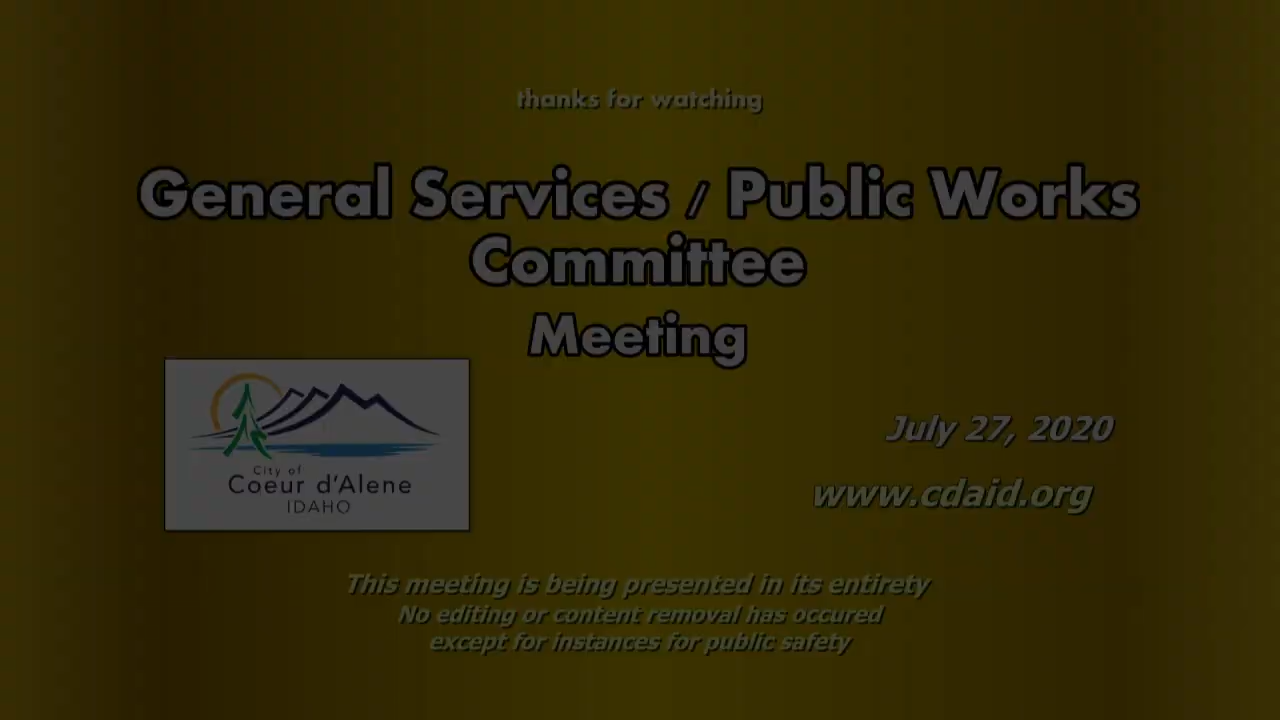 thanks for watching
General Services / Public Works
Committee
Meeting
July 27, 2020
City of
Coeur d'Alene
IDAHO
www.cdaid.org
This meeting is being presented in its entirety
No editing or content removal has occured
except for instances for public safety